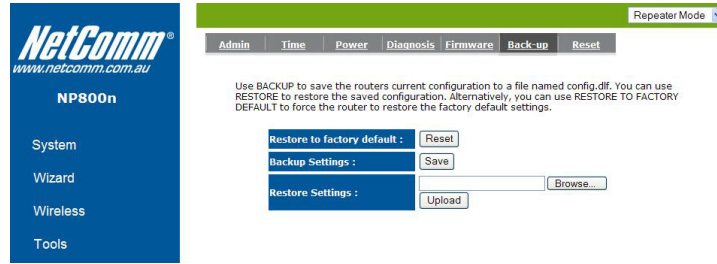 Repeater Mode
NetComm®
www.netcomm.com.au
NP800n
System
Wizard
Wireless
Tools
Admin Time Power Diagnosis Firmware Back-up Reset
Use BACKUP to save the routers current configuration to a file named config.dlf. You can use
RESTORE to restore the saved configuration. Alternatively, you can use RESTORE TO FACTORY
DEFAULT to force the router to restore the factory default settings.
Restore to factory default : Reset
Backup Settings : Save
Restore Settings : Browse...
Upload